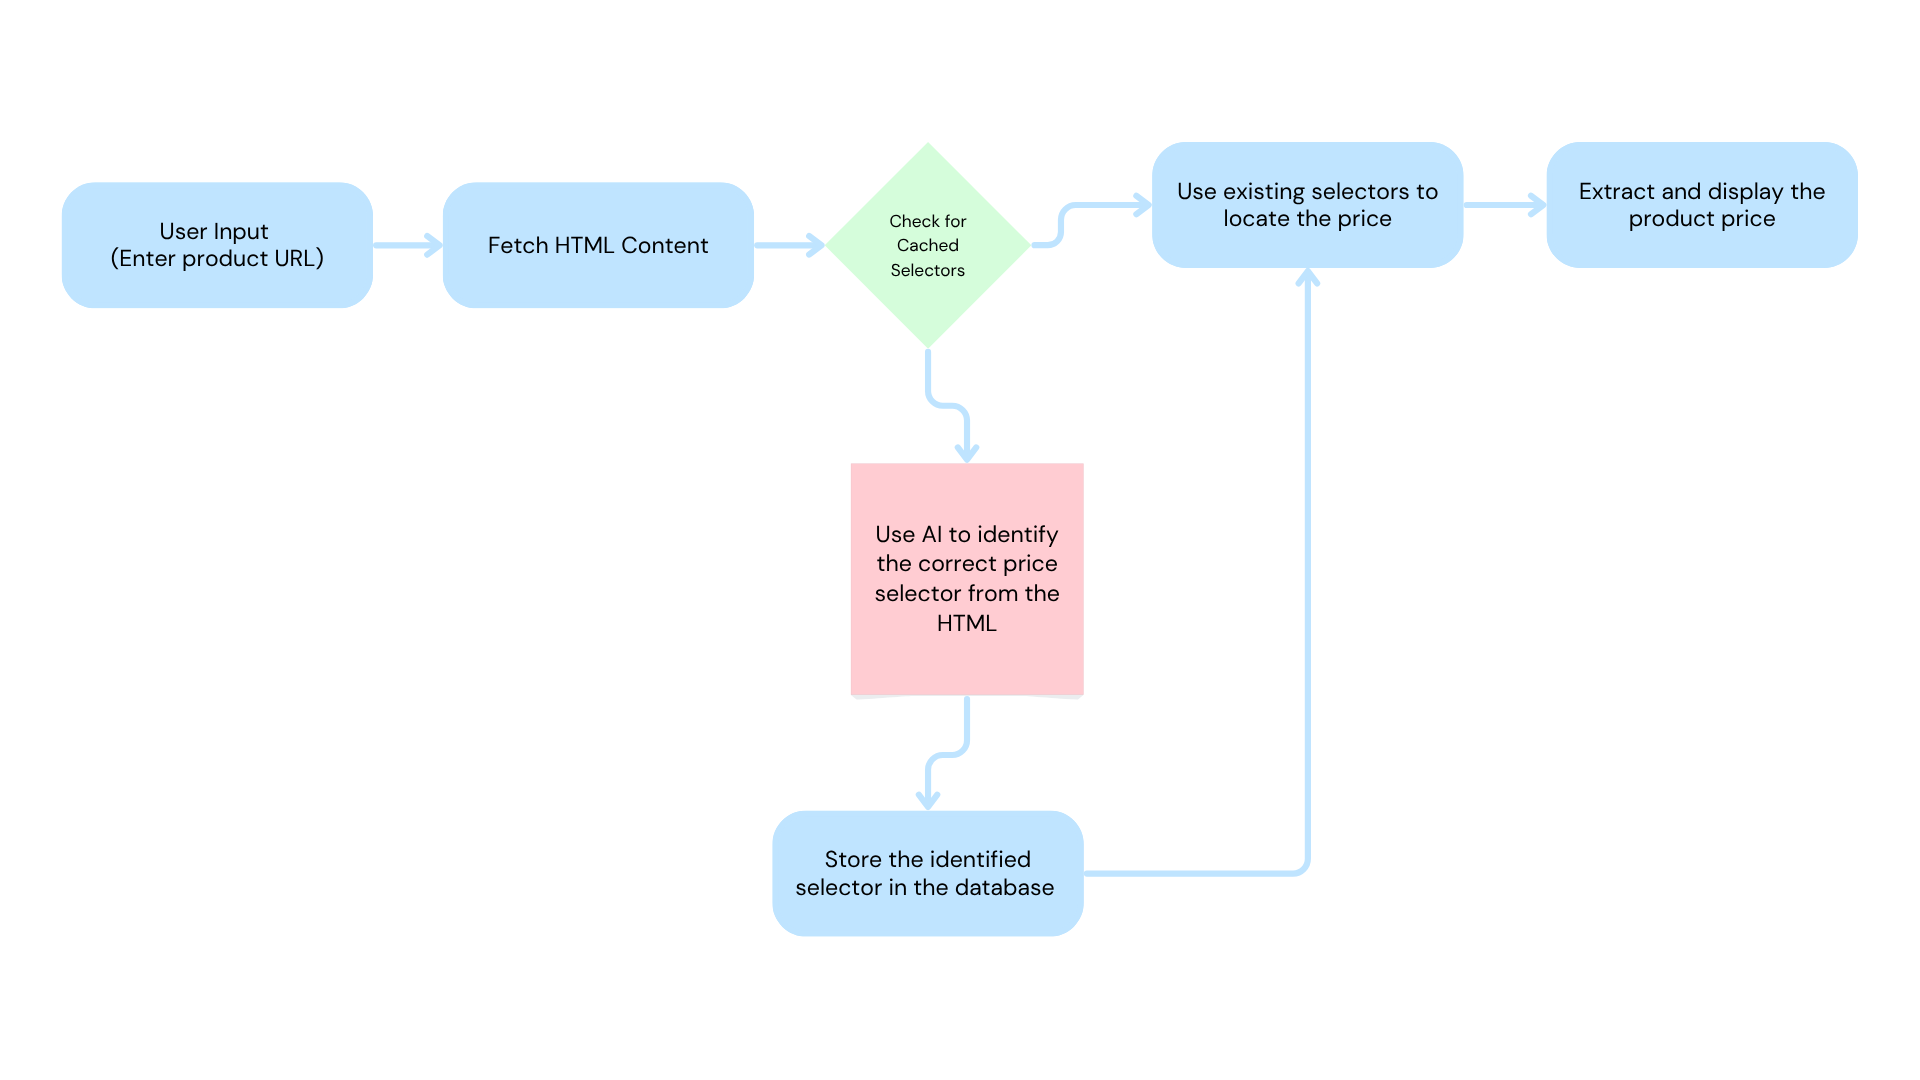 User Input
(Enter product URL)
Fetch HTML Content
Check for
Cached
Selectors
Use existing selectors to
locate the price
Extract and display the
product price
Use AI to identify
the correct price
selector from the
HTML
Store the identified
selector in the database